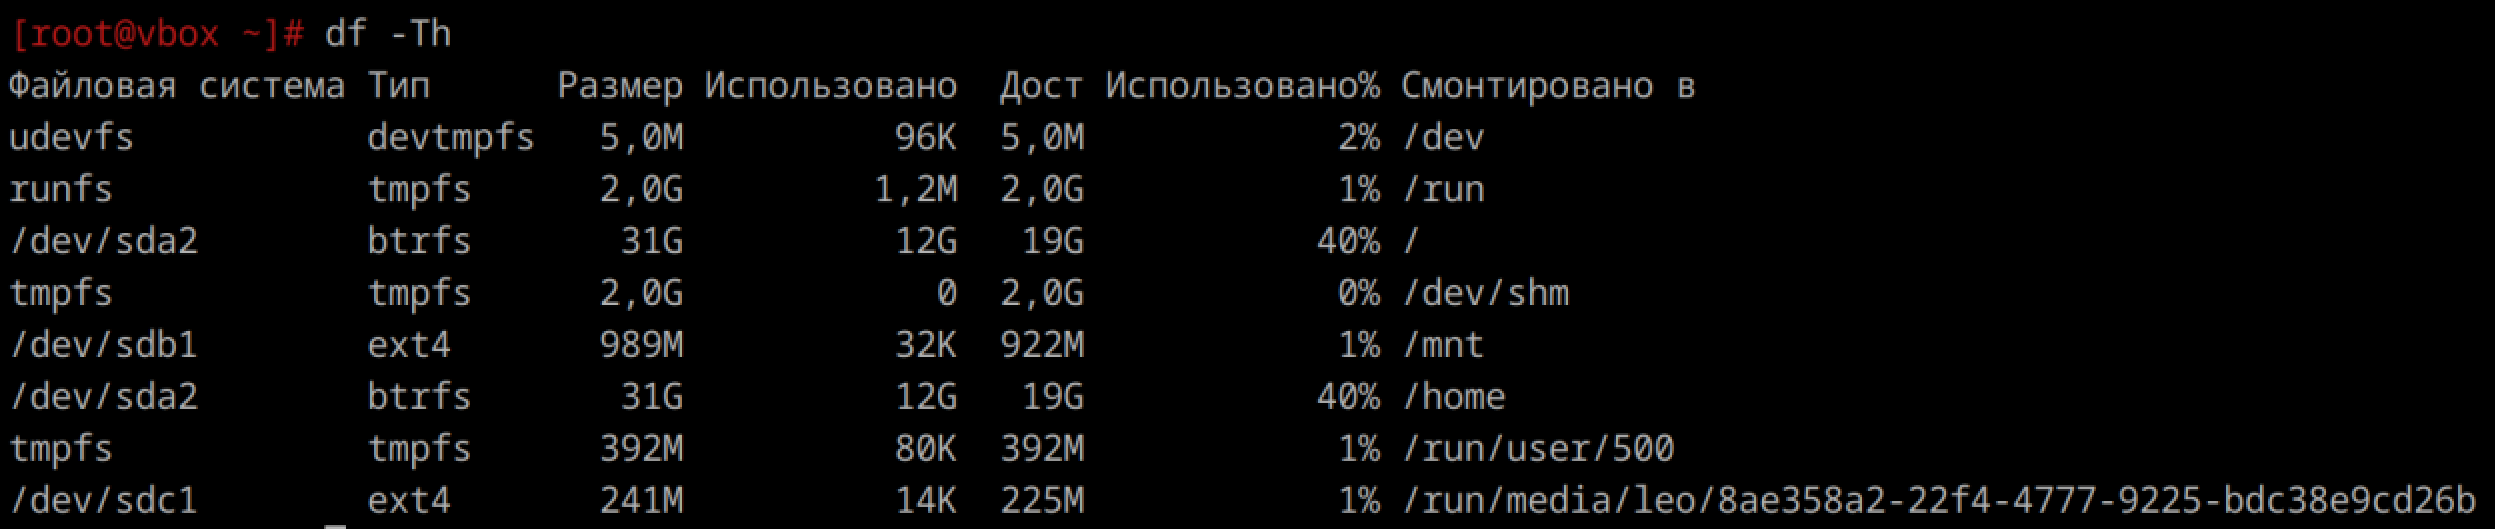 [root@vbox ~]# df -Th
Файловая система Тип      Размер Использовано  Дост Использовано% Смонтировано в
udevfs           devtmpfs   5,0M          96K  5,0M            2% /dev
runfs            tmpfs      2,0G         1,2M  2,0G            1% /run
/dev/sda2        btrfs       31G          12G   19G           40% /
tmpfs            tmpfs      2,0G            0  2,0G            0% /dev/shm
/dev/sdb1        ext4       989M          32K  922M            1% /mnt
/dev/sda2        btrfs       31G          12G   19G           40% /home
tmpfs            tmpfs      392M          80K  392M            1% /run/user/500
/dev/sdc1        ext4       241M          14K  225M            1% /run/media/leo/8ae358a2-22f4-4777-9225-bdc38e9cd26b